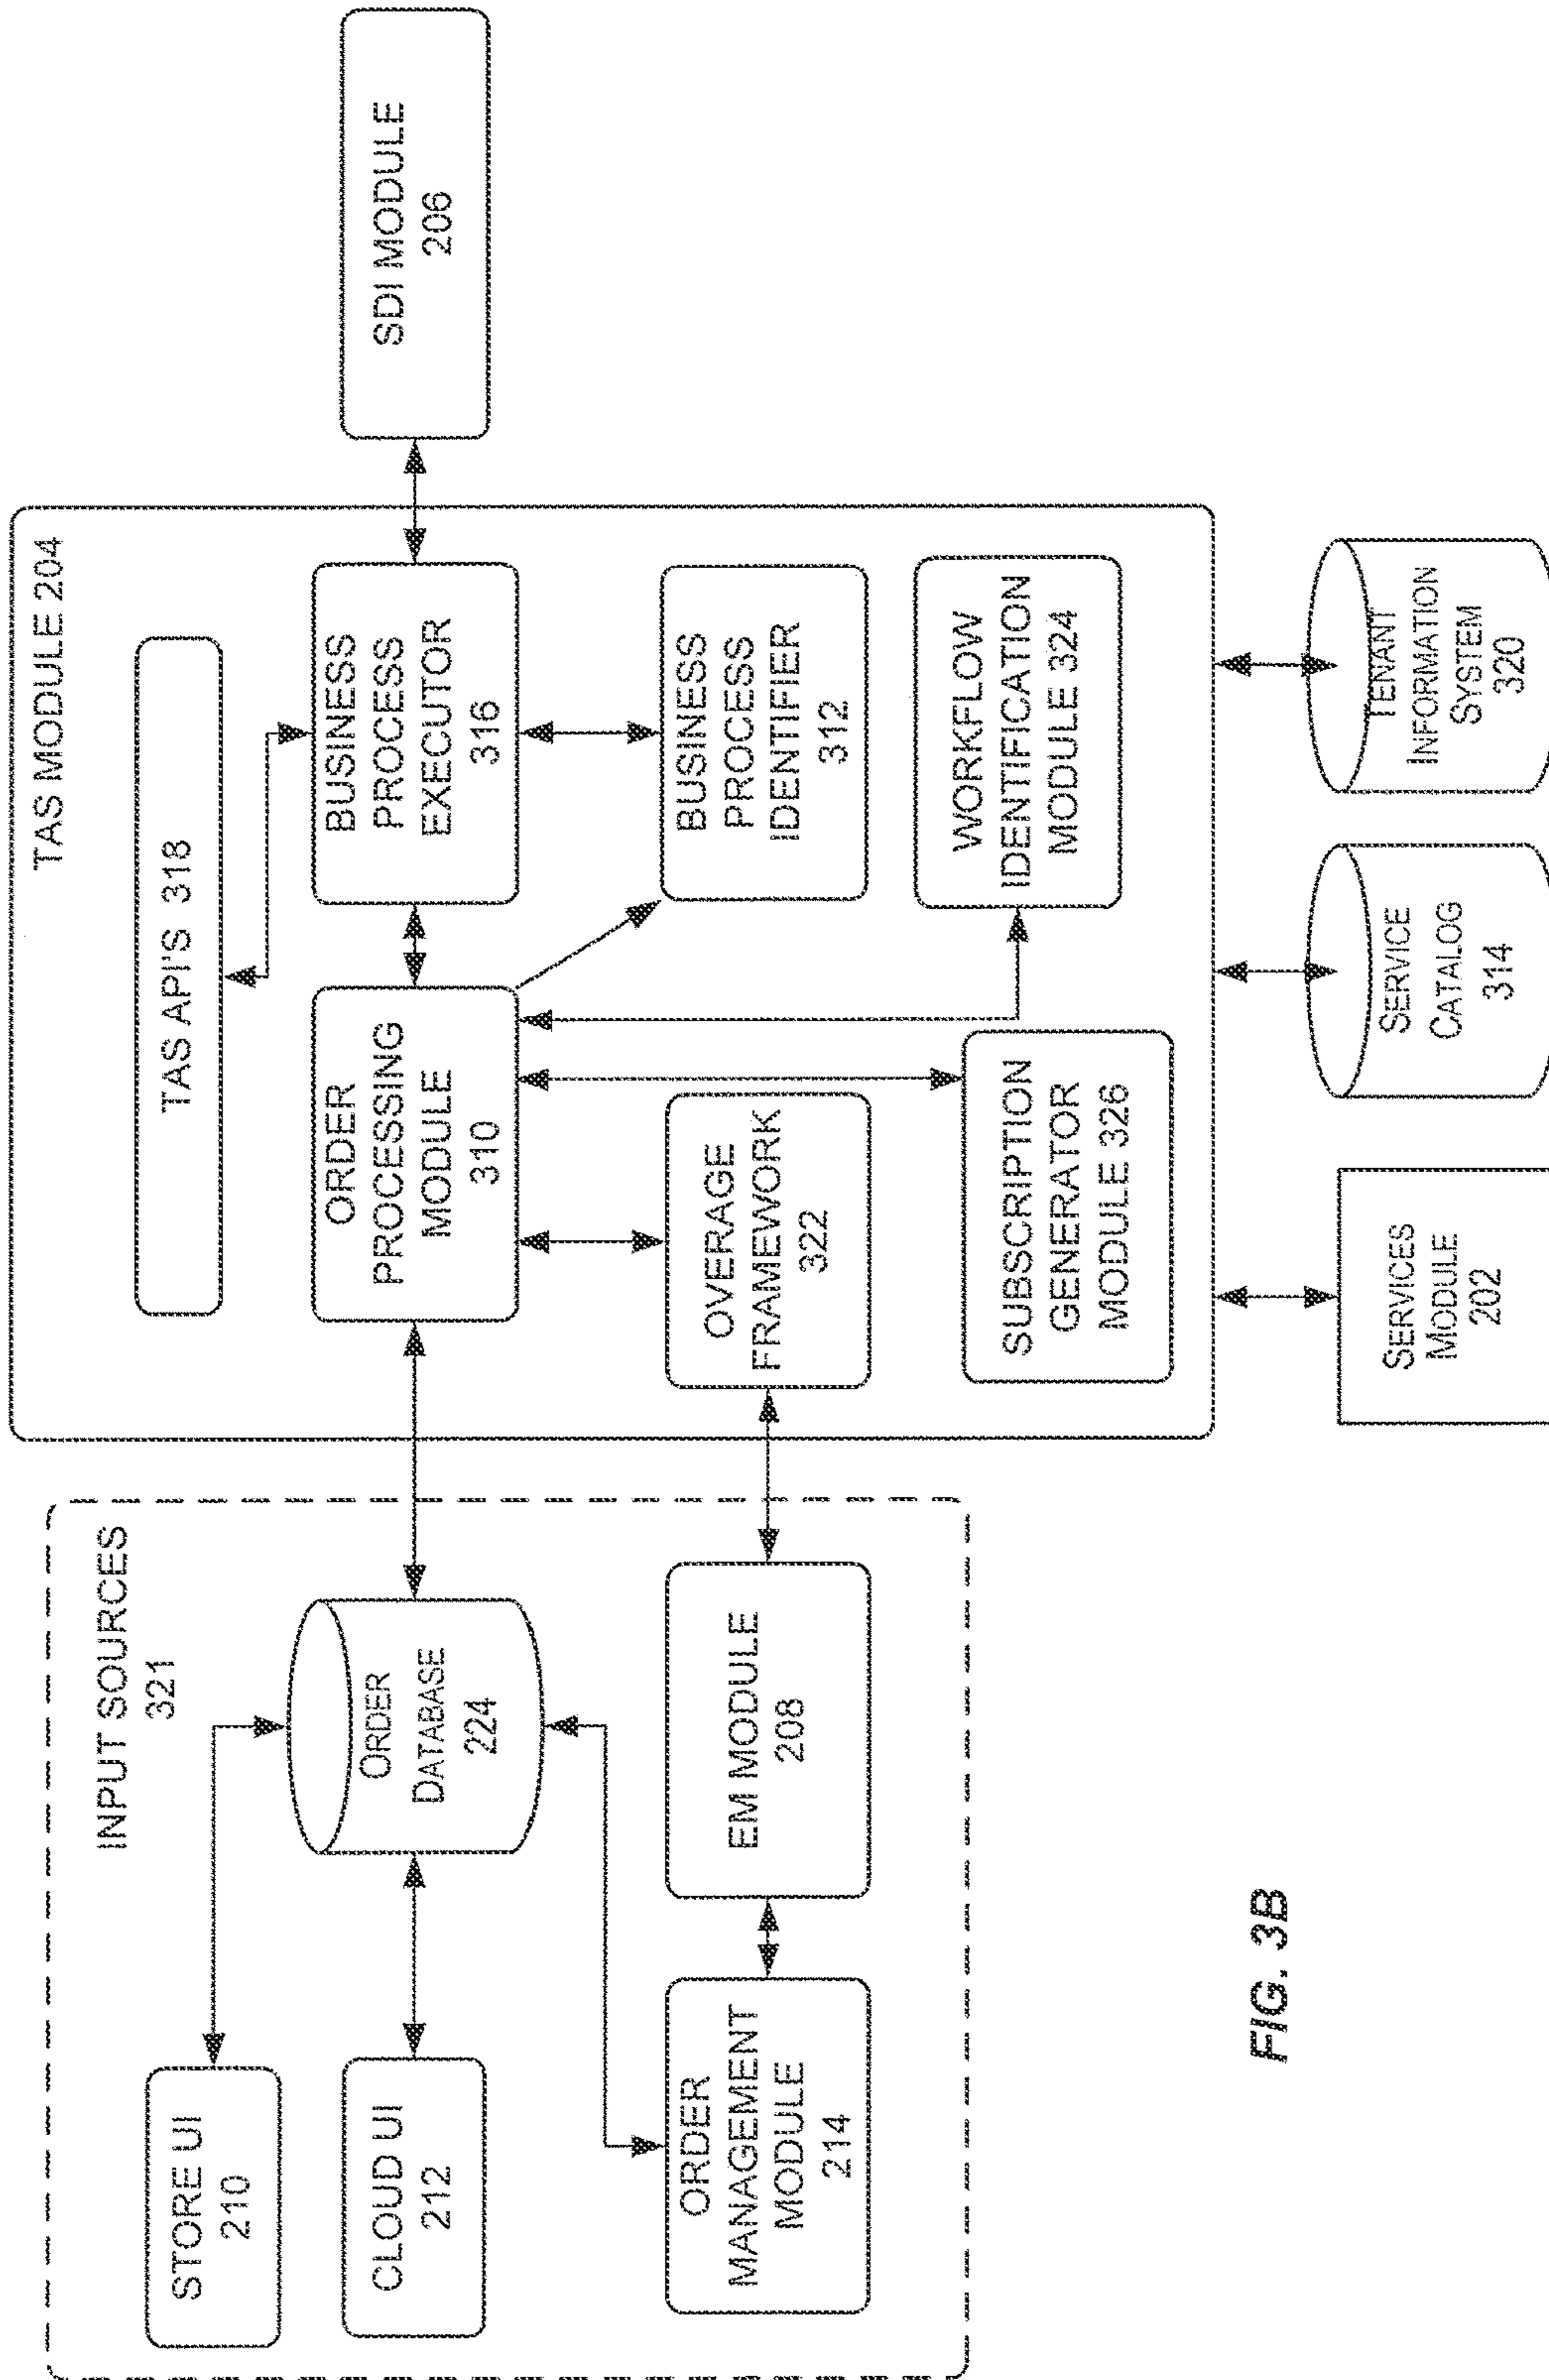 INPUT SOURCES
321
STORE UI
210
CLOUD UI
212
ORDER
DATABASE
224
ORDER
MANAGEMENT
MODULE
214
EM MODULE
208
TAS MODULE 204
TAS API'S 318
ORDER
PROCESSING
MODULE
310
BUSINESS
PROCESS
EXECUTOR
316
OVERAGE
FRAMEWORK
322
BUSINESS
PROCESS
IDENTIFIER
312
SUBSCRIPTION
GENERATOR
MODULE 326
WORKFLOW
IDENTIFICATION
MODULE 324
SDI MODULE
206
SERVICES
MODULE
202
SERVICE
CATALOG
314
TENANT
INFORMATION
SYSTEM
320
FIG. 3B